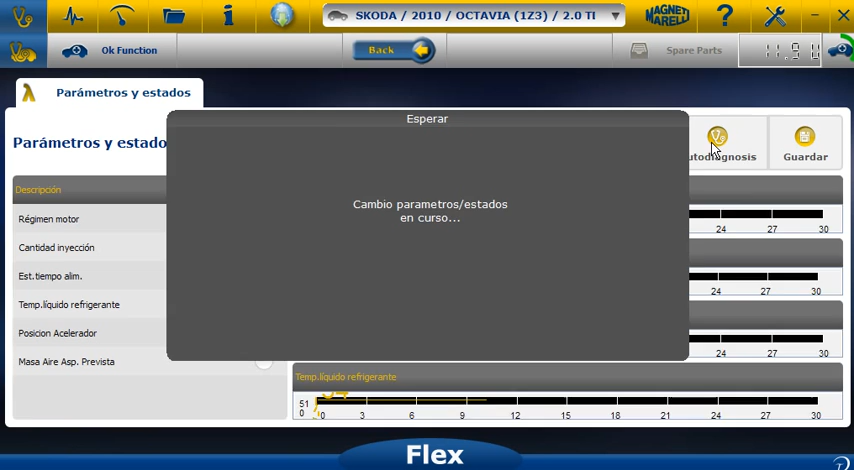 SKODA / 2010 / OCTAVIA (1Z3) / 2.0 TI
MAGNETI
MARELLI
?
Ok Function
Back
Spare Parts
11.9 U
Parámetros y estados
Parámetros y estado
Esperar
Cambio parametros/estados
en curso...
utodiagnosis
Guardar
Descripción
Régimen motor
Cantidad inyección
Est.tiempo alim.
Temp.líquido refrigerante
Posicion Acelerador
Masa Aire Asp. Prevista
24 27 30
24 27 30
24 27 30
Temp.líquido refrigerante
51
0
0 3 6 9 12 15 18 21 24 27 30
Flex